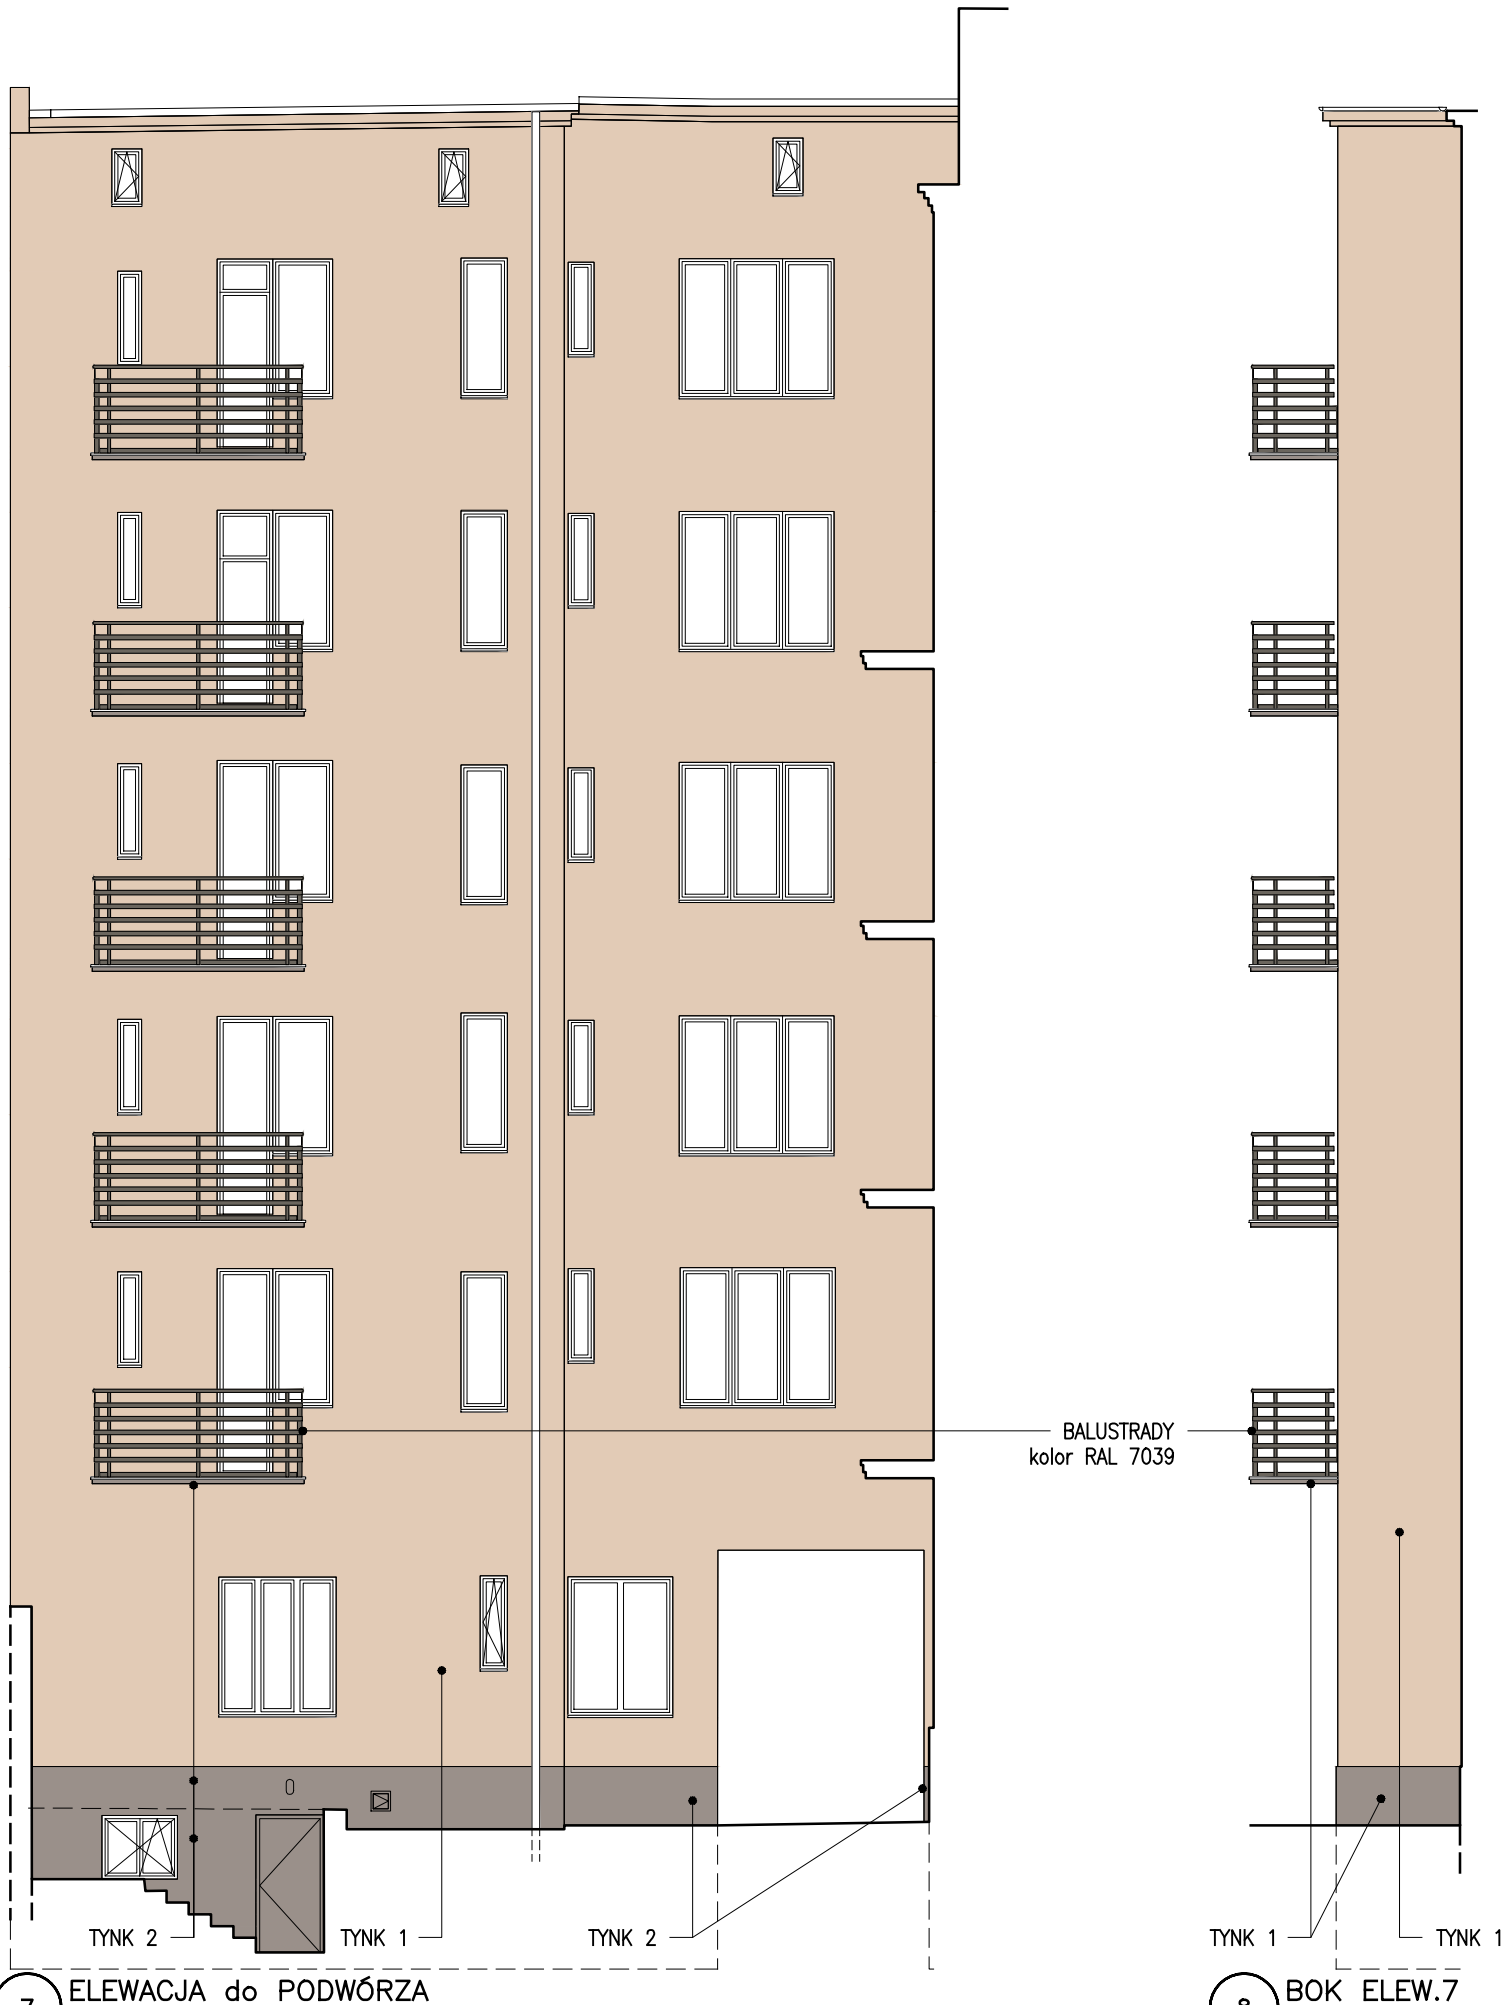 BALUSTRADY
kolor RAL 7039
TYNK 2
TYNK 1
TYNK 2
TYNK 1
TYNK 1
7 ELEWACJA do PODWÓRZA
8 BOK ELEW.7